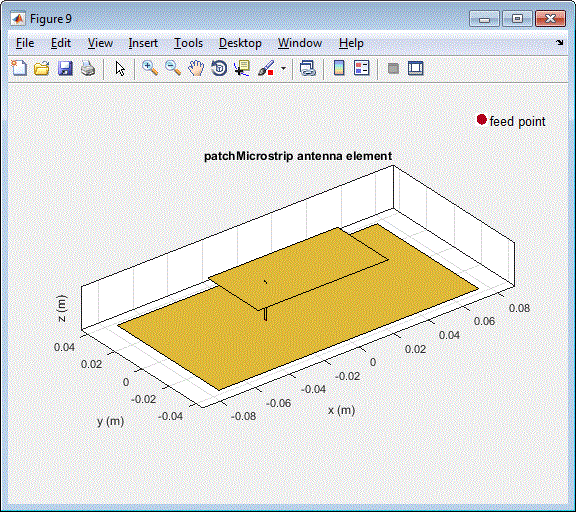 Figure 9
File Edit View Insert Tools Desktop Window Help
feed point
patchMicrostrip antenna element
z (m)
0.04
0.02
0
-0.02
-0.04
y (m)
-0.08
-0.06
-0.04
-0.02
0
0.02
0.04
0.06
0.08
x (m)